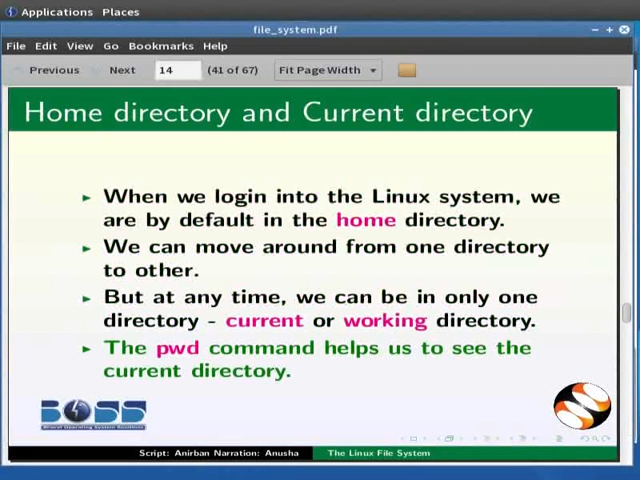 Applications Places
file_system.pdf
File Edit View Go Bookmarks Help
Previous Next 14 (41 of 67) Fit Page Width
Home directory and Current directory
When we login into the Linux system, we
are by default in the home directory.
We can move around from one directory
to other.
But at any time, we can be in only one
directory - current or working directory.
The pwd command helps us to see the
current directory.
BOSS
Bharat Operating System Solutions
Script: Anirban Narration: Anusha The Linux File System